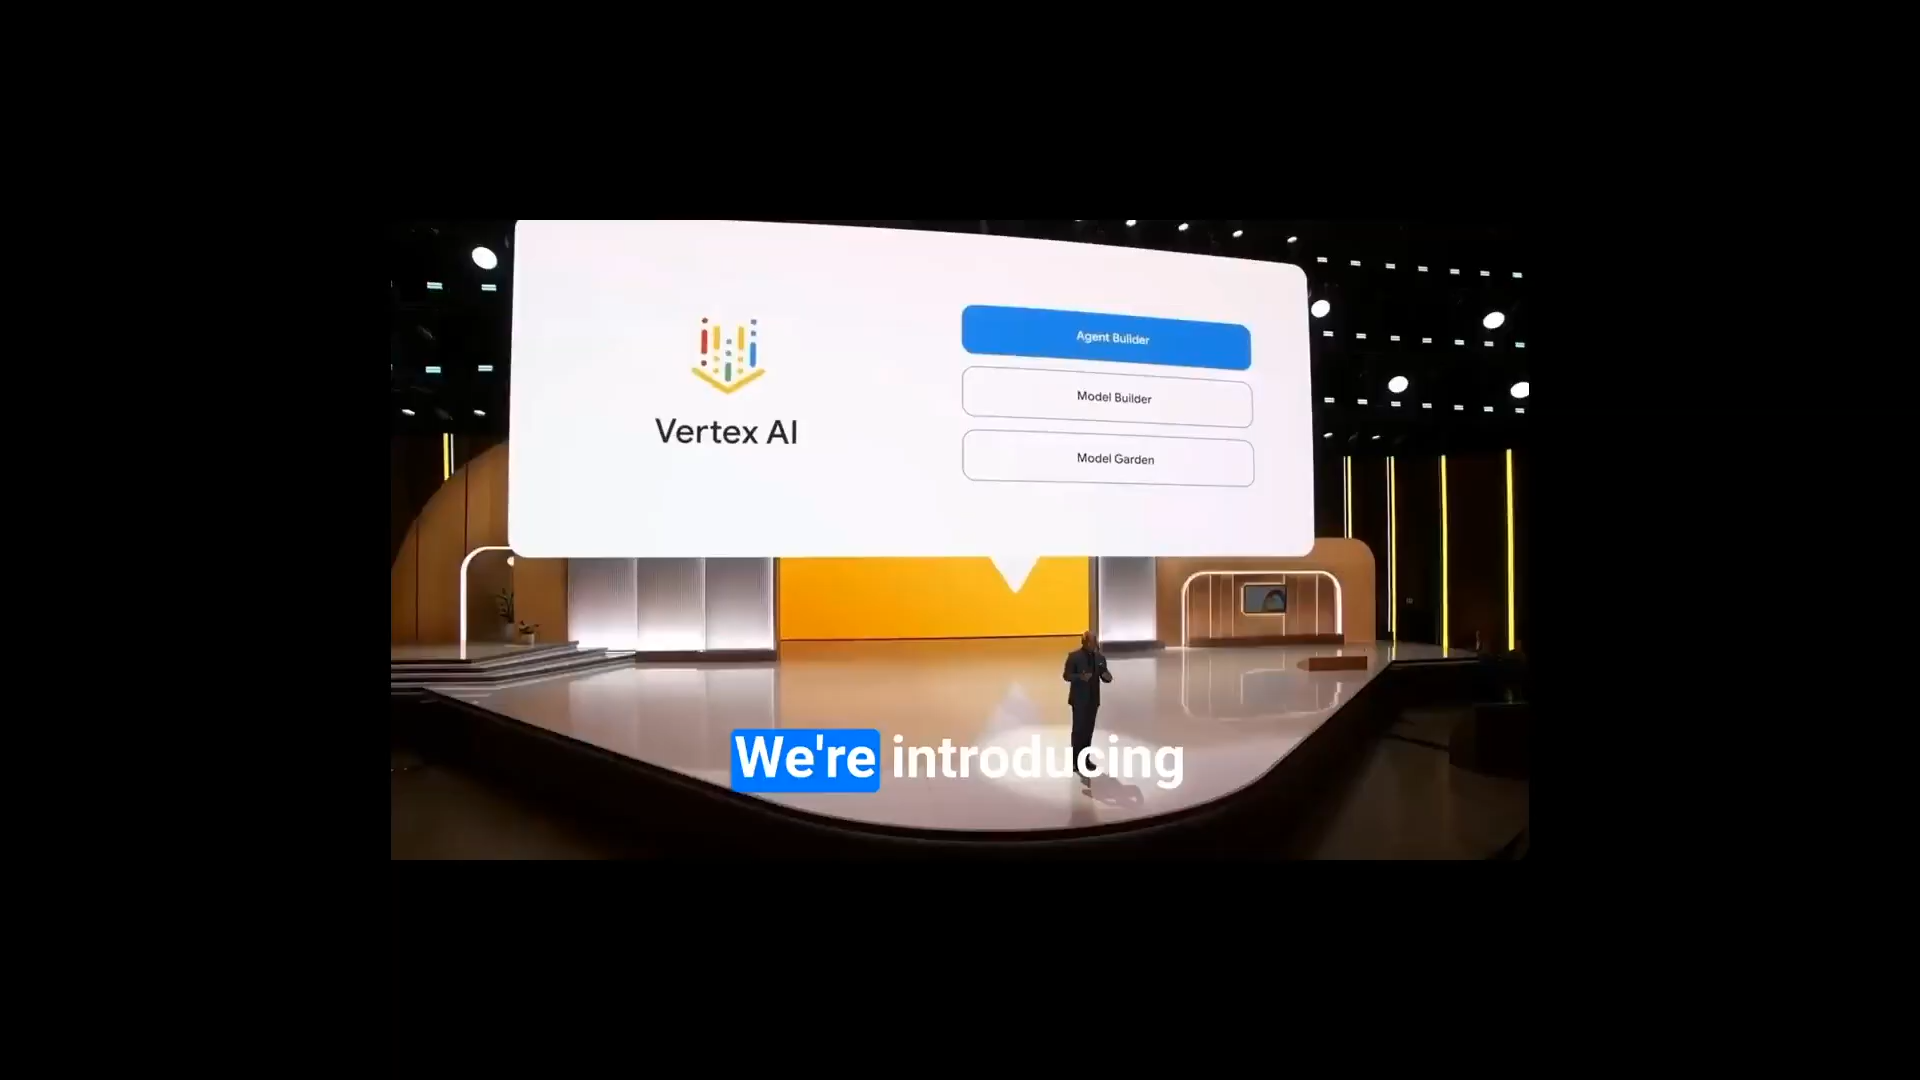 Vertex AI
Agent Builder
Model Builder
Model Garden
We're introducing